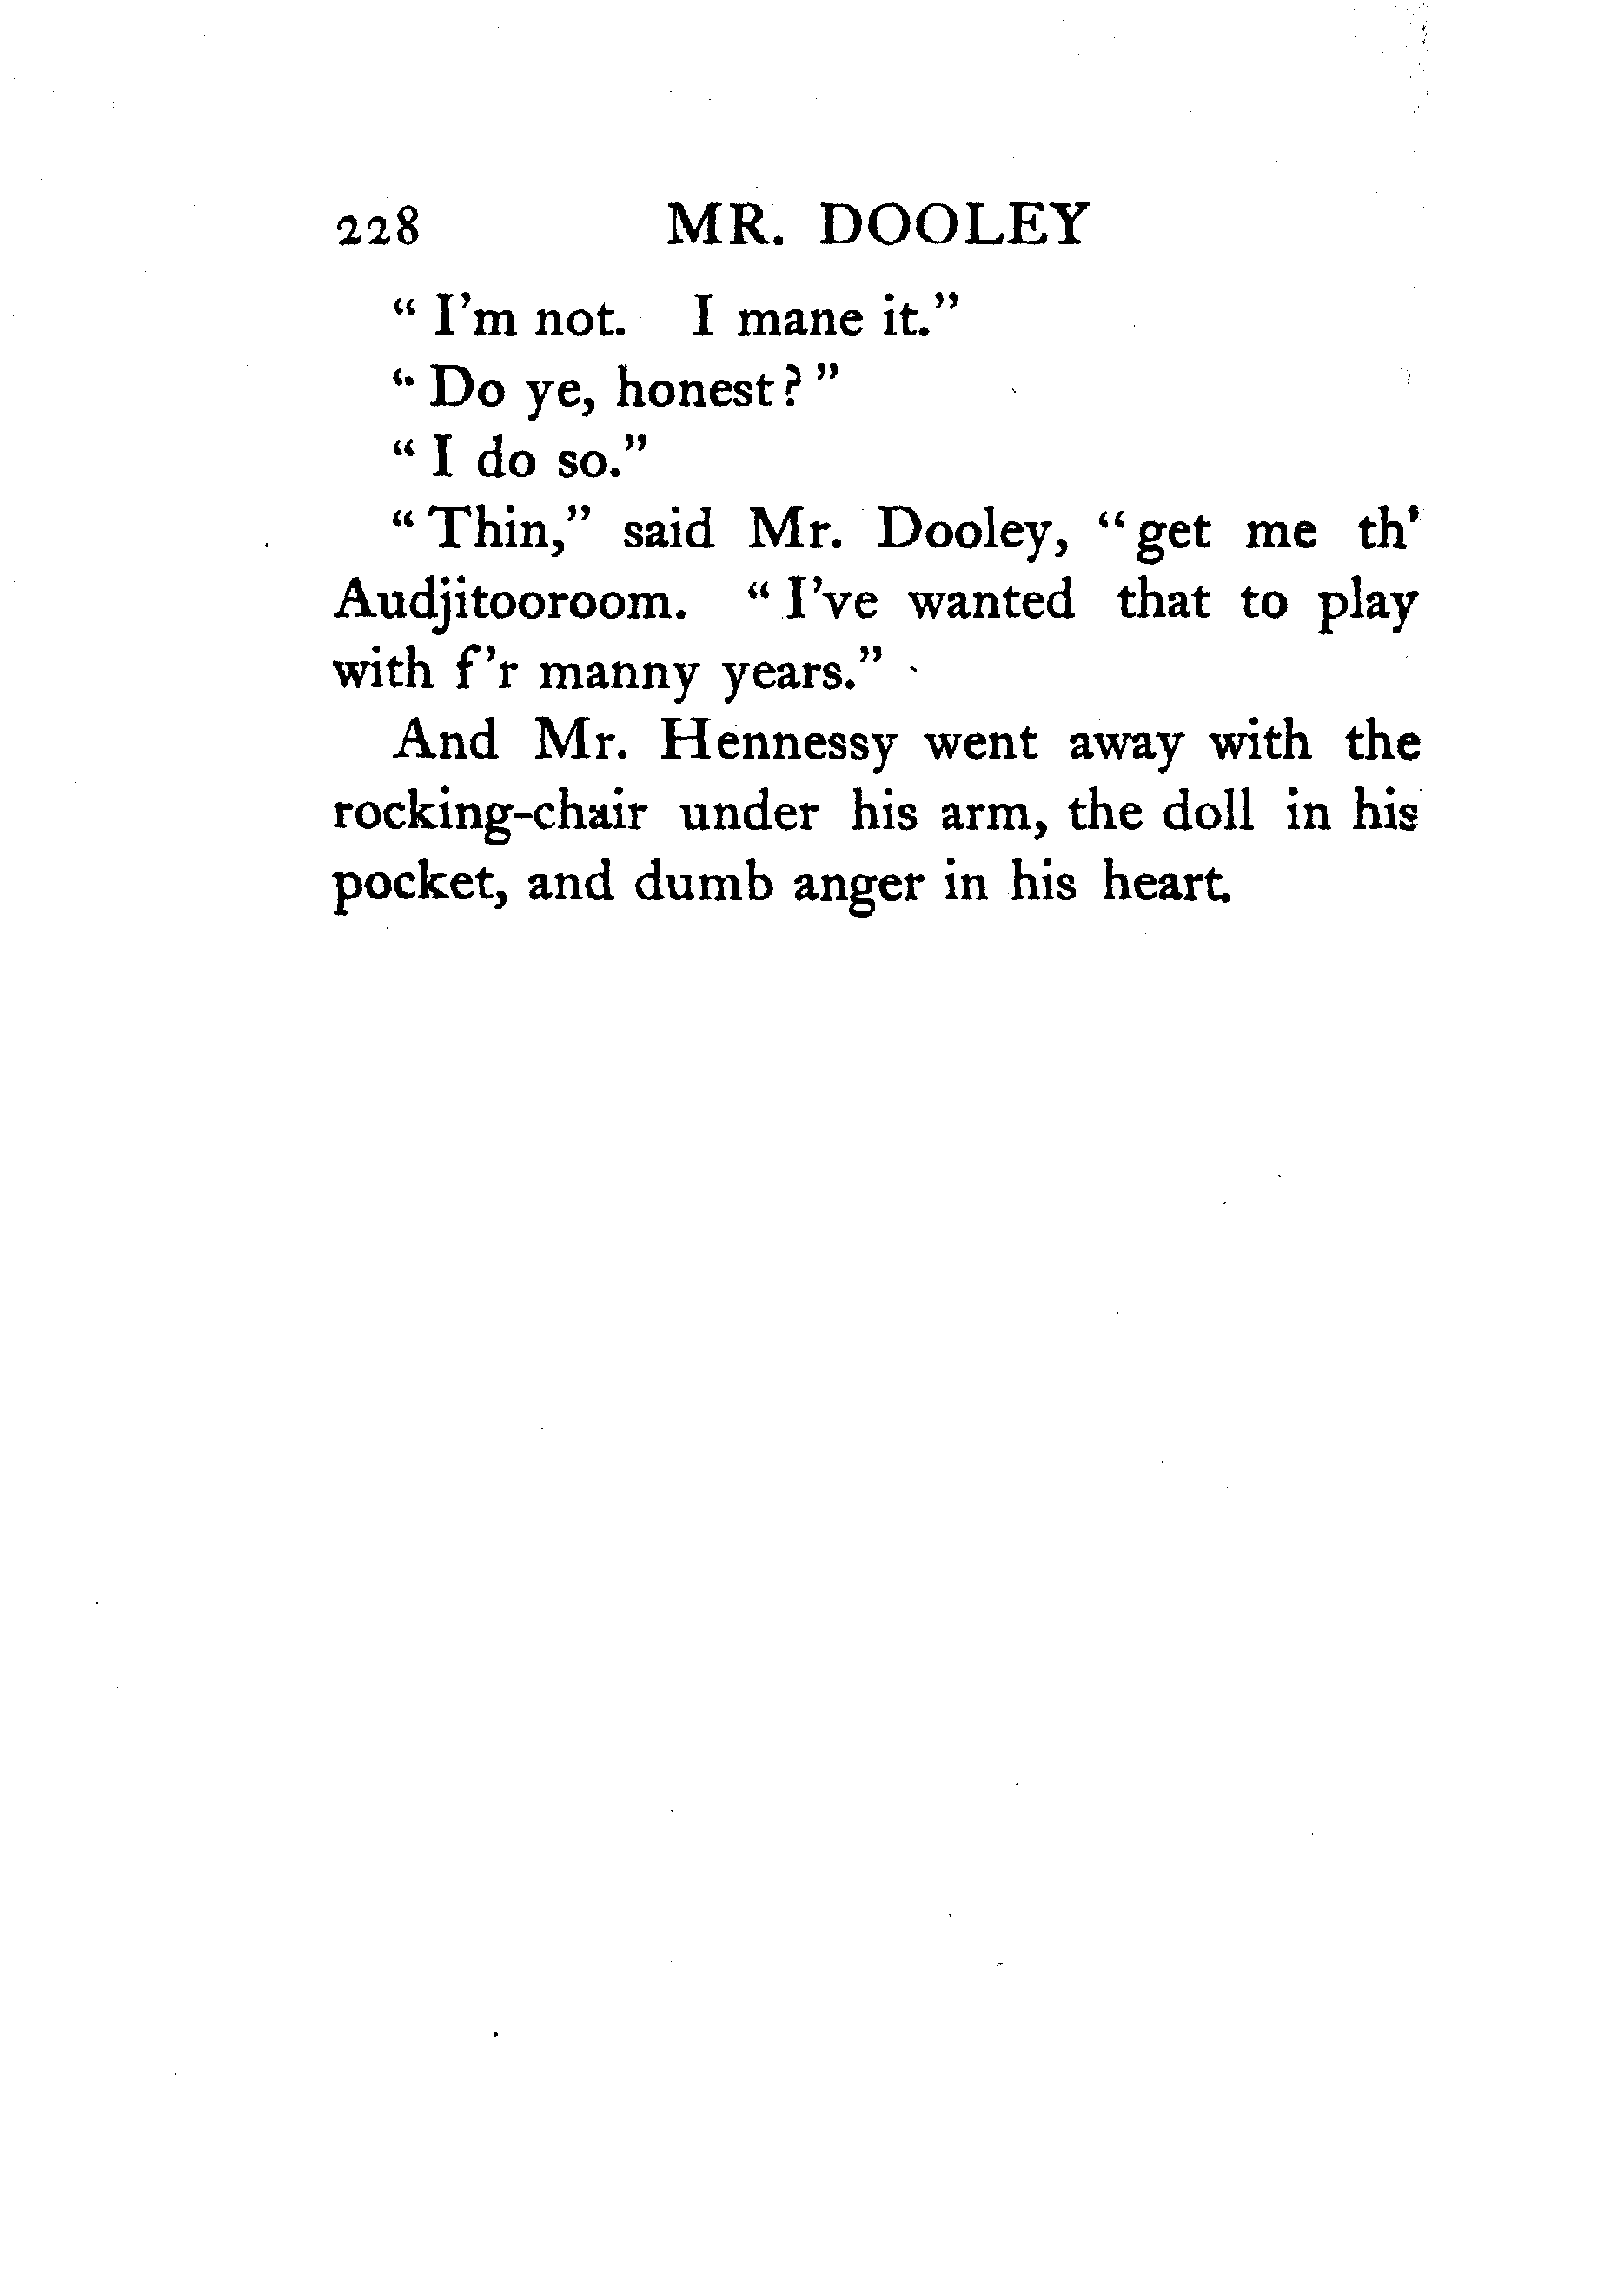 228 MR. DOOLEY
“ I’m not. I mane it.”
“ Do ye, honest? ”
“ I do so.”
“ Thin,” said Mr. Dooley, “ get me th’
Audjitooroom. “ I’ve wanted that to play
with f’r manny years.”
And Mr. Hennessy went away with the
rocking-chair under his arm, the doll in his
pocket, and dumb anger in his heart.